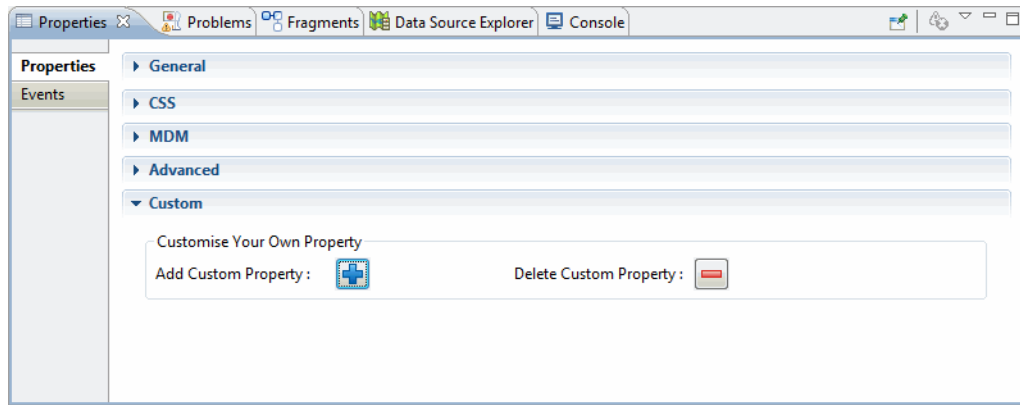 Properties Problems Fragments Data Source Explorer Console
Properties
Events
General
CSS
MDM
Advanced
Custom
Customise Your Own Property
Add Custom Property : Delete Custom Property :